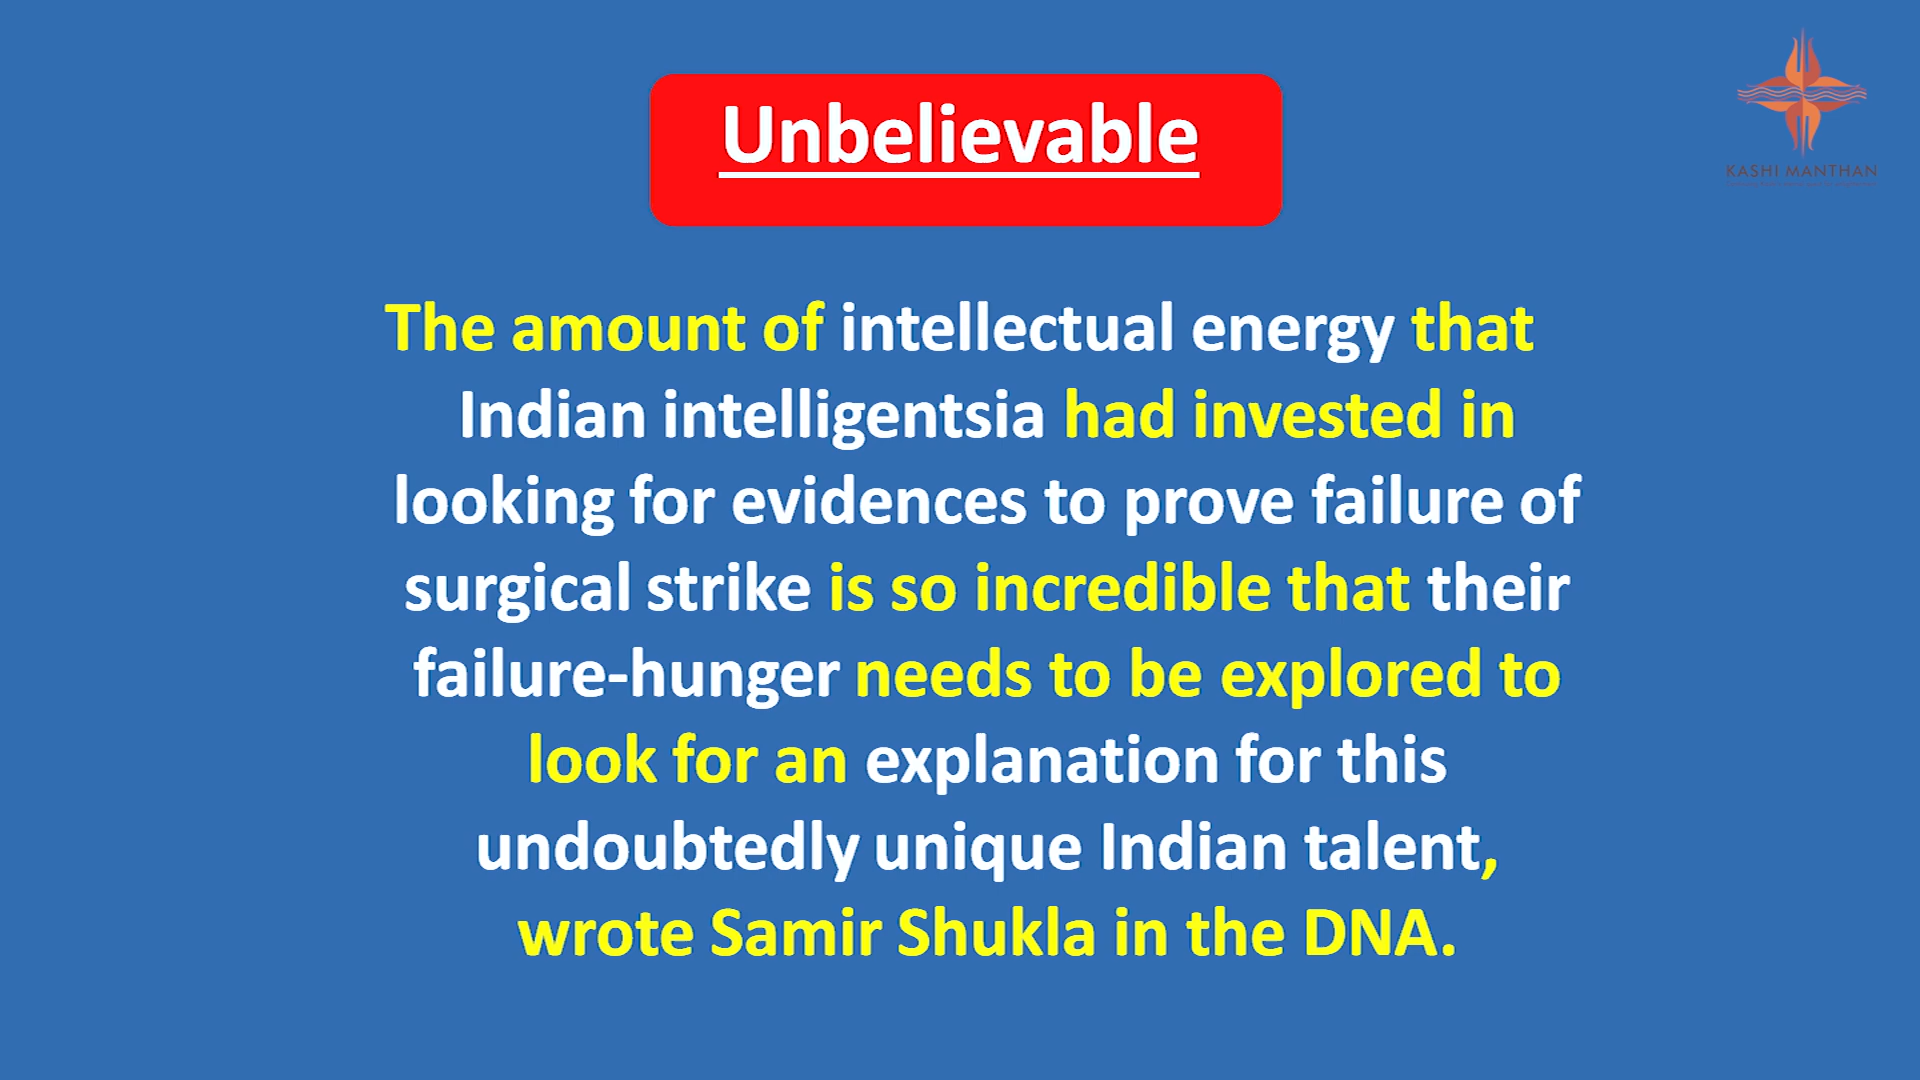 Unbelievable
KASHI MANTHAN
The amount of intellectual energy that
Indian intelligentsia had invested in
looking for evidences to prove failure of
surgical strike is so incredible that their
failure-hunger needs to be explored to
look for an explanation for this
undoubtedly unique Indian talent,
wrote Samir Shukla in the DNA.